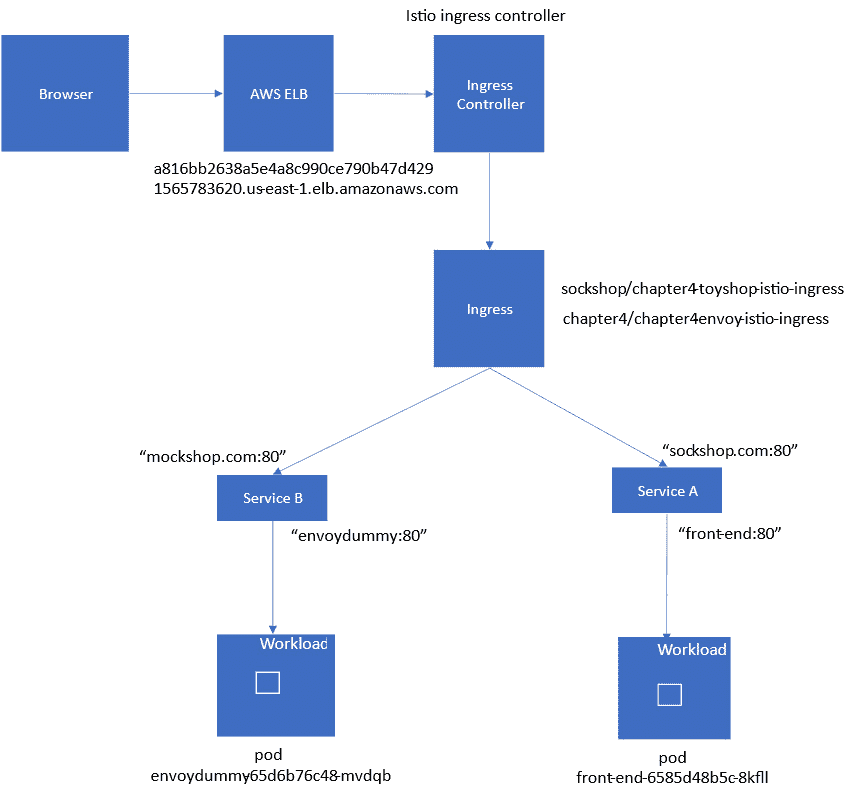 Istio ingress controller
Browser
AWS ELB
Ingress
Controller
a816bb2638a5e4a8c990ce790b47d429
1565783620.us-east-1.elb.amazonaws.com
Ingress
sockshop/chapter4-toyshop-istio-ingress
chapter4/chapter4envoy-istio-ingress
“mockshop.com:80”
“sockshop.com:80”
Service B
Service A
“envoydummy:80”
“front-end:80”
Workload
Workload
pod
envoydummy-65d6b76c48-mvdqb
pod
front-end-6585d48b5c-8kfll